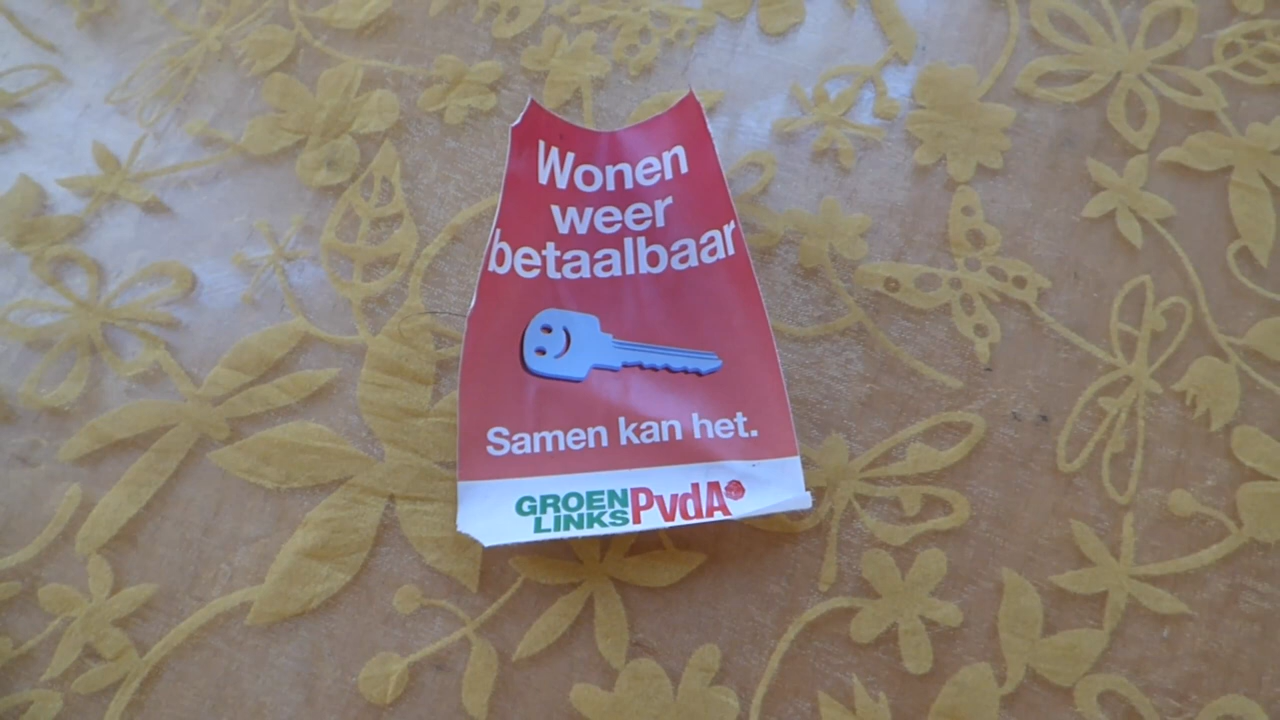 Wonen
weer
betaalbaar
Samen kan het.
GROEN
LINKS
PvdA